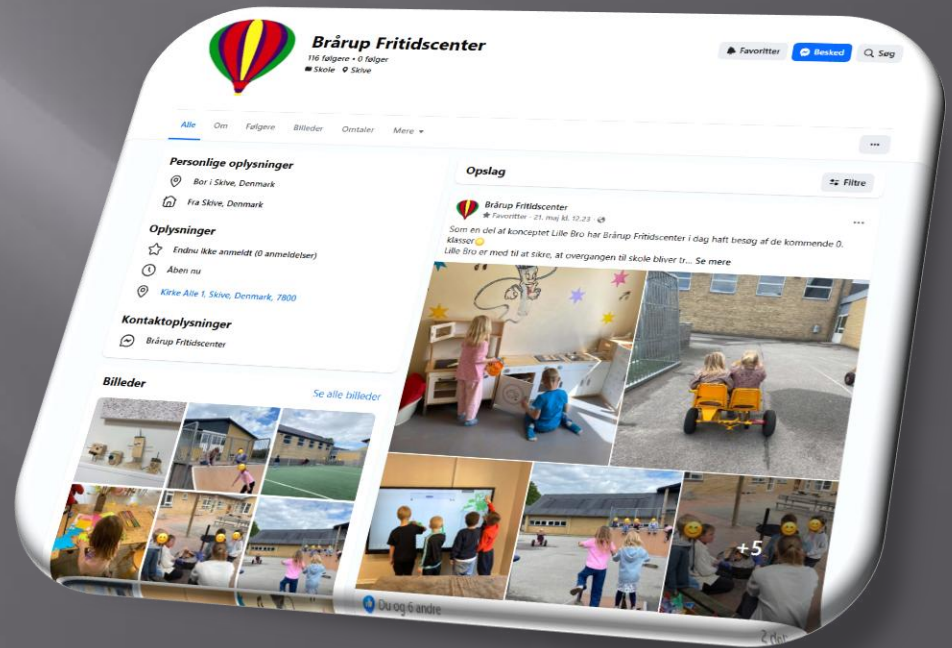 Brårup Fritidscenter
116 følgere • 0 følger
Skole Skive
Favoritter
Besked
Søg
Alle
Om
Følgere
Billeder
Omtaler
Mere
Personlige oplysninger
Bor i Skive, Denmark
Fra Skive, Denmark
Oplysninger
Endnu ikke anmeldt (0 anmeldelser)
Åben nu
Kirke Alle 1, Skive, Denmark, 7800
Kontaktoplysninger
Brårup Fritidscenter
Billeder
Se alle billeder
Opslag
Filtre
Brårup Fritidscenter
Favoritter · 21. maj kl. 12.23 ·
Som en del af konceptet Lille Bro har Brårup Fritidscenter i dag haft besøg af de kommende 0.
klasser
Lille Bro er med til at sikre, at overgangen til skole bliver tr... Se mere
+5
Du og 6 andre